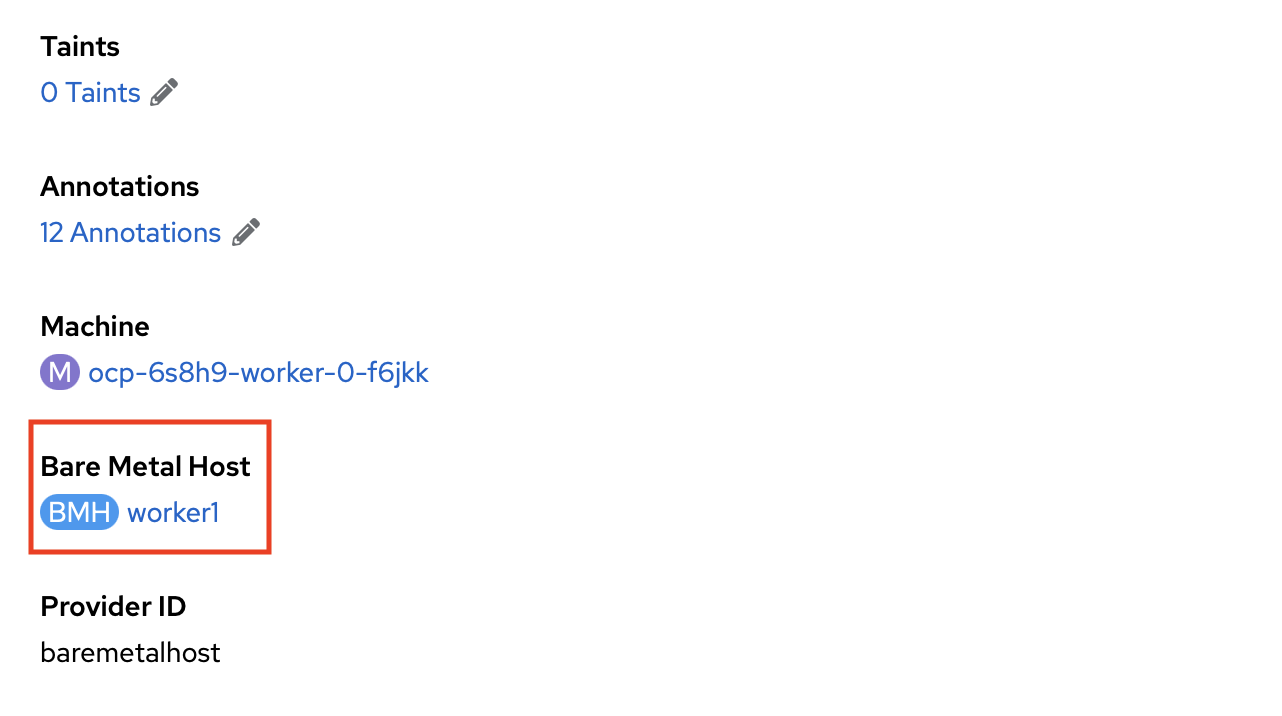 Taints
0 Taints
Annotations
12 Annotations
Machine
M ocp-6s8h9-worker-0-f6jkk
Bare Metal Host
BMH worker1
Provider ID
baremetalhost